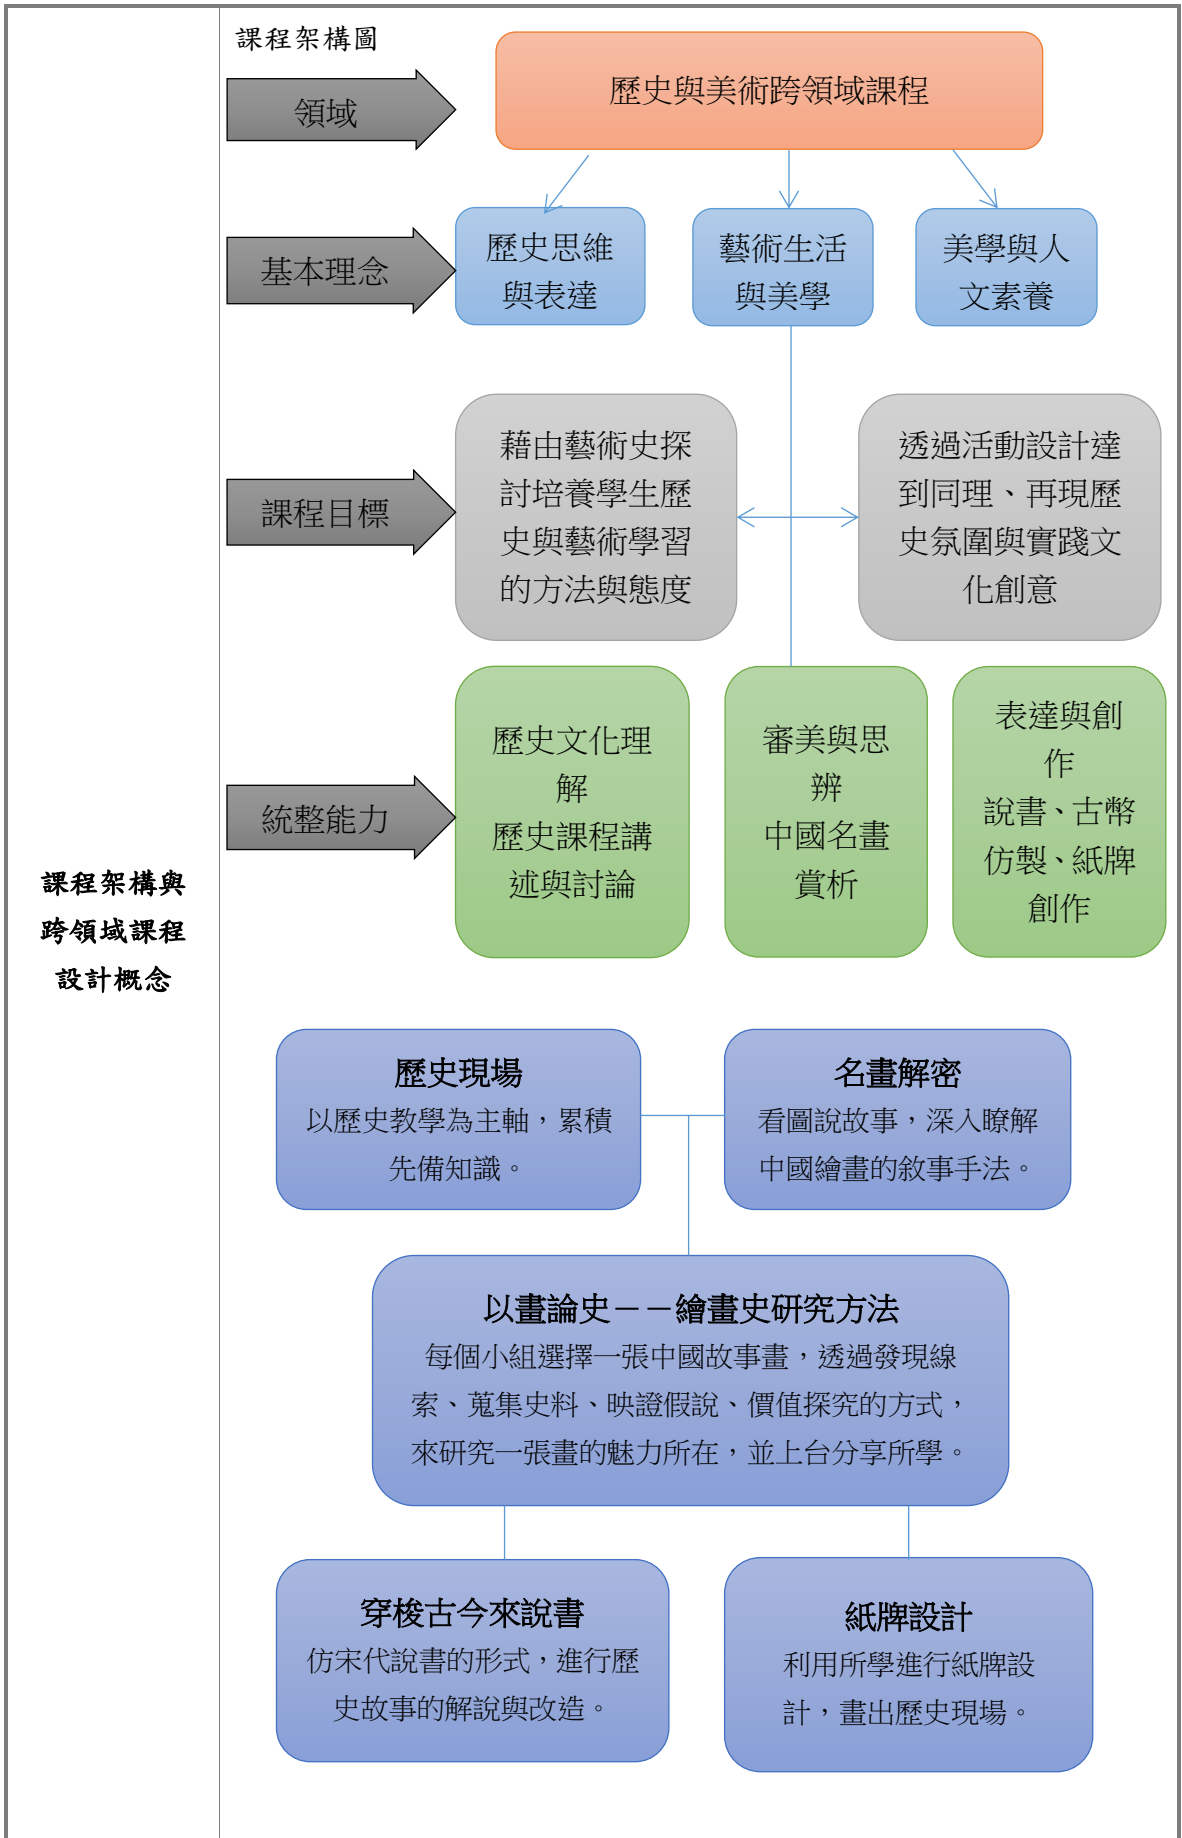 課程架構圖
領域
歷史與美術跨領域課程
基本理念
歷史思維
與表達
藝術生活
與美學
美學與人
文素養
課程目標
藉由藝術史探
討培養學生歷
史與藝術學習
的方法與態度
透過活動設計達
到同理、再現歷
史氛圍與實踐文
化創意
統整能力
歷史文化理
解
歷史課程講
述與討論
審美與思
辨
中國名畫
賞析
表達與創
作
說書、古幣
仿製、紙牌
創作
課程架構與
跨領域課程
設計概念
歷史現場
以歷史教學為主軸，累積
先備知識。
名畫解密
看圖說故事，深入瞭解
中國繪畫的敘事手法。
以畫論史－－繪畫史研究方法
每個小組選擇一張中國故事畫，透過發現線
索、蒐集史料、映證假說、價值探究的方式，
來研究一張畫的魅力所在，並上台分享所學。
穿梭古今來說書
仿宋代說書的形式，進行歷
史故事的解說與改造。
紙牌設計
利用所學進行紙牌設
計，畫出歷史現場。